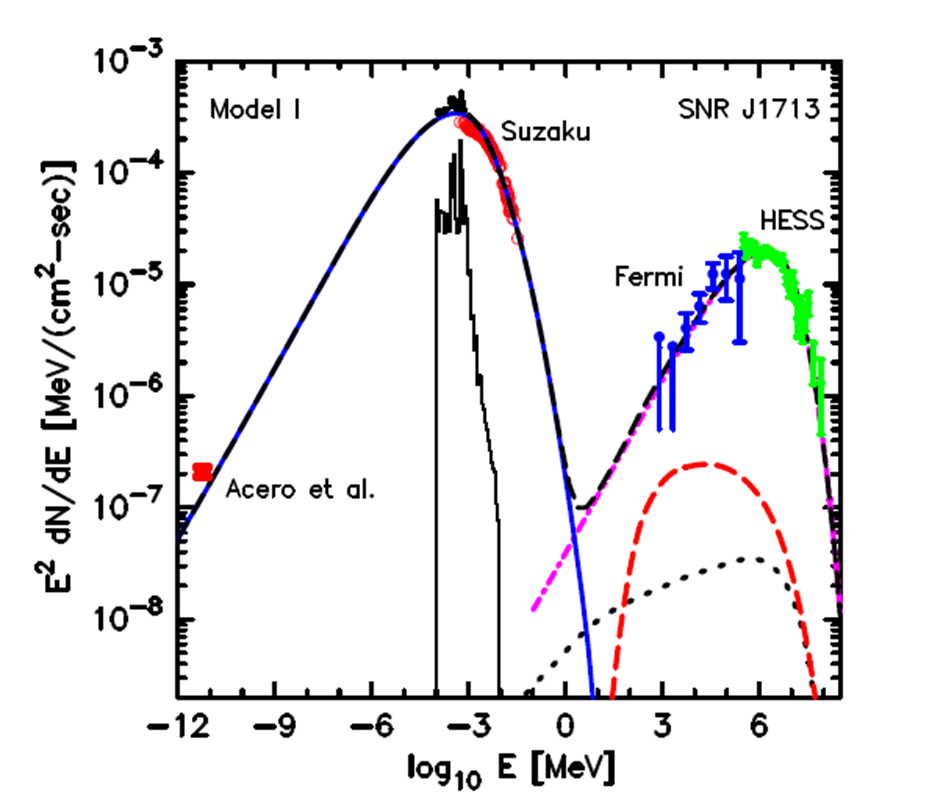 10⁻³
Model I
SNR J1713
Suzaku
10⁻⁴
HESS
Fermi
10⁻⁵
10⁻⁶
Acero et al.
10⁻⁷
10⁻⁸
E² dN/dE [MeV/(cm²−sec)]
−12 −9 −6 −3 0 3 6
log₁₀ E [MeV]